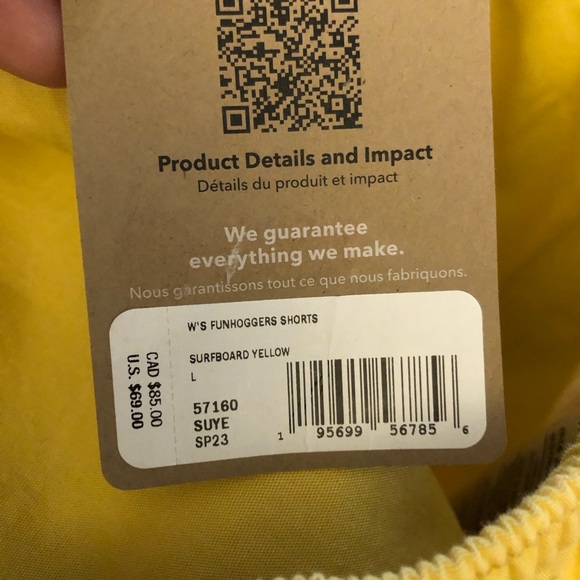 Product Details and Impact
Détails du produit et impact
We guarantee
everything we make.
Nous garantissons tout ce que nous fabriquons.
W'S FUNHOGGERS SHORTS
SURFBOARD YELLOW
L
57160
SUYE
SP23
1 95699 56785 6
CAD $85.00
U.S. $69.00